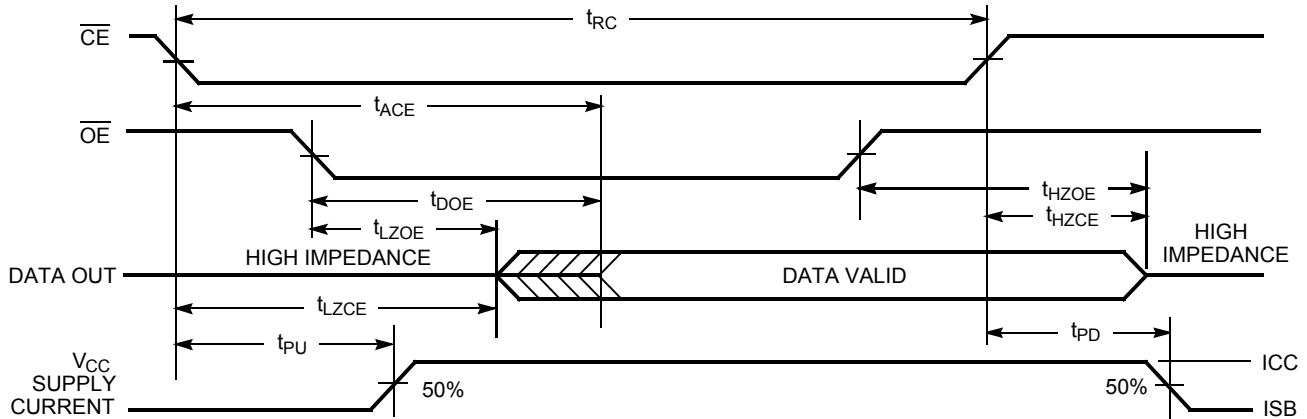 tRC
CE
tACE
OE
tDOE
tHZOE
tLZOE
tHZCE
HIGH IMPEDANCE
HIGH
IMPEDANCE
DATA OUT
DATA VALID
tLZCE
tPU
tPD
VCC
SUPPLY
CURRENT
50%
50%
ICC
ISB